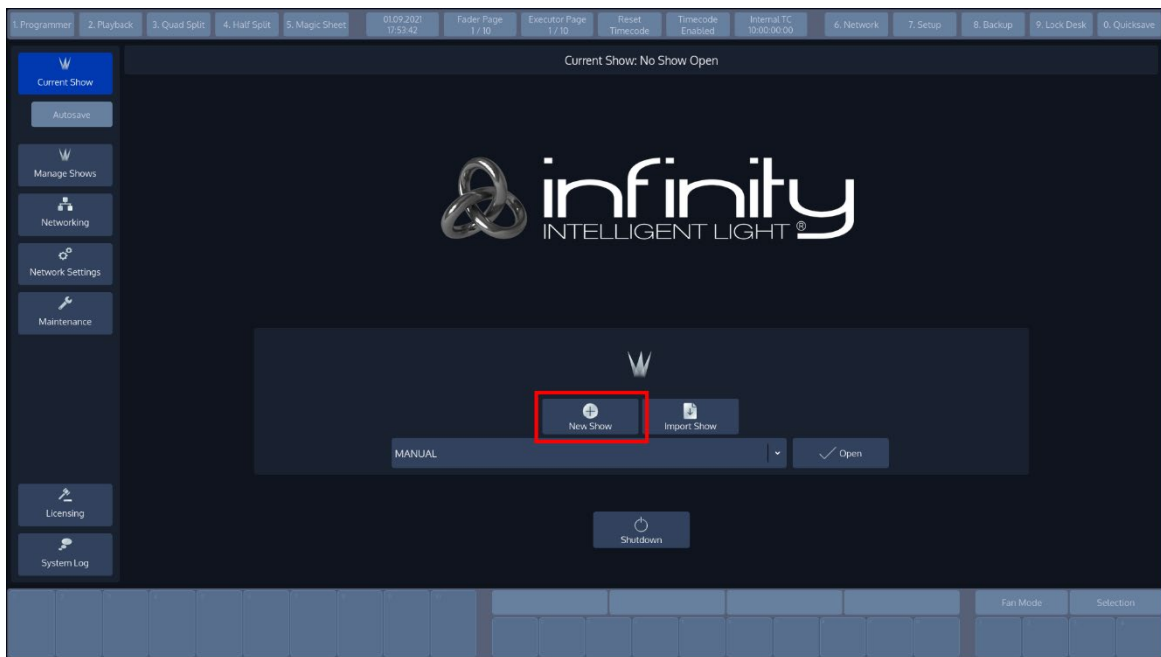 1. Programmer
2. Playback
3. Quad Split
4. Half Split
5. Magic Sheet
01.09.2021
17:53:42
Fader Page
1 / 10
Executor Page
1 / 10
Reset
Timecode
Timecode
Enabled
Internal TC
10:00:00:00
6. Network
7. Setup
8. Backup
9. Lock Desk
0. Quicksave
Current Show
Autosave
Manage Shows
Networking
Network Settings
Maintenance
Licensing
System Log
Current Show: No Show Open
infinity
INTELLIGENT LIGHT ®
New Show
Import Show
MANUAL
Open
Shutdown
Fan Mode
Selection